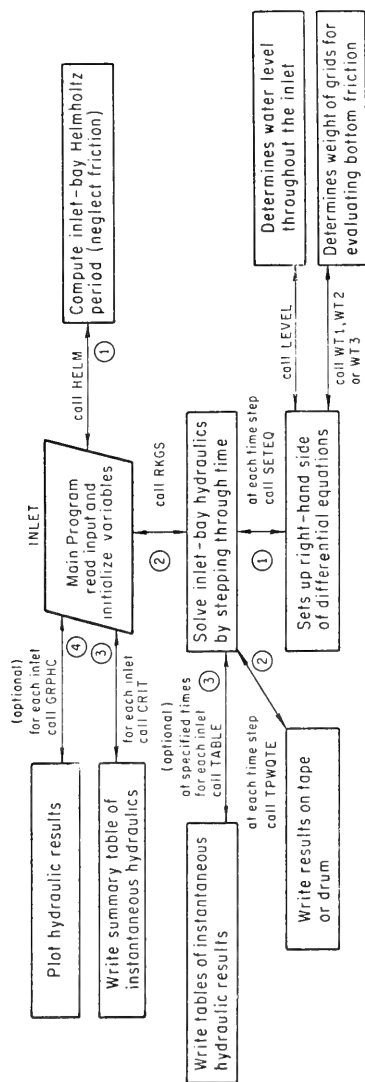 (optional)
for each inlet
call GRPHC
④
Plot hydraulic results
for each inlet
call CRIT
③
Write summary table of
instantaneous hydraulics
INLET
Main Program
read input and
initialize variables
call HELM
①
Compute inlet-bay Helmholtz
period (neglect friction)
②
call RKGS
Solve inlet-bay hydraulics
by stepping through time
(optional)
at specified times
for each inlet
call TABLE
③
Write tables of instantaneous
hydraulic results
at each time step
call TPWQTE
②
Write results on tape
or drum
at each time step
call SETEQ
①
Sets up right-hand side
of differential equations
call LEVEL
Determines water level
throughout the inlet
call WT1,WT2
or WT3
Determines weight of grids for
evaluating bottom friction